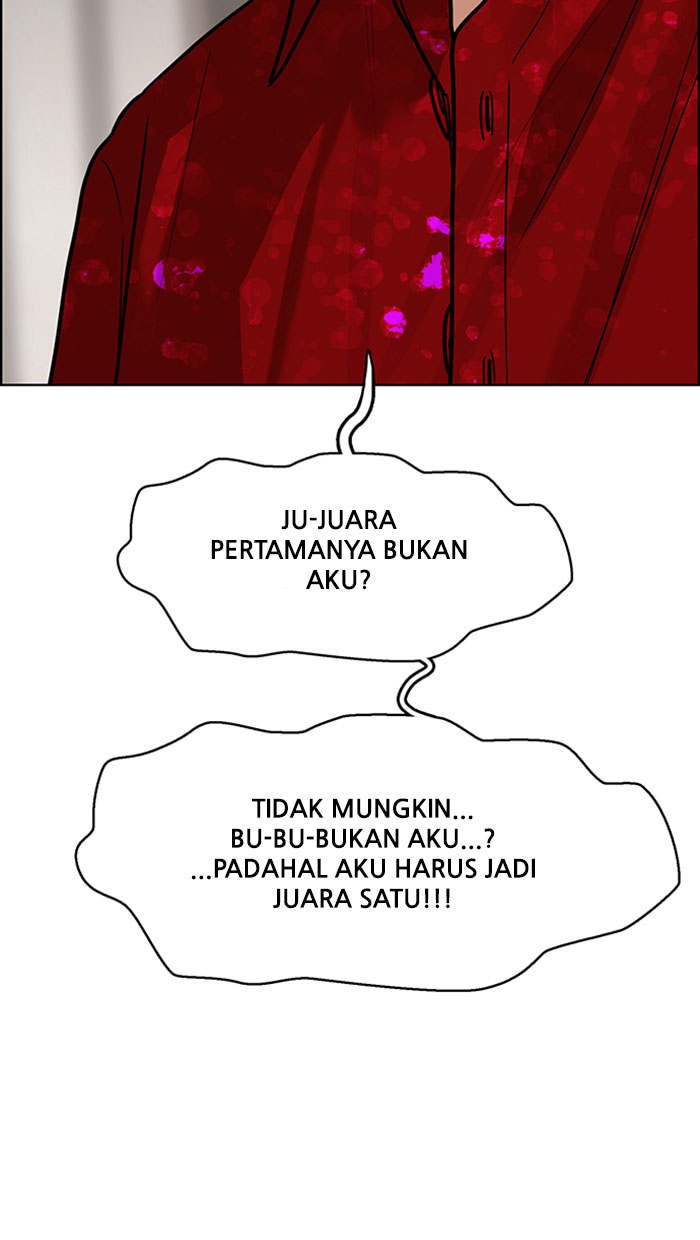 JU-JUARA
PERTAMANYA BUKAN
AKU?
TIDAK MUNGKIN...
BU-BU-BUKAN AKU...?
...PADAHAL AKU HARUS JADI
JUARA SATU!!!